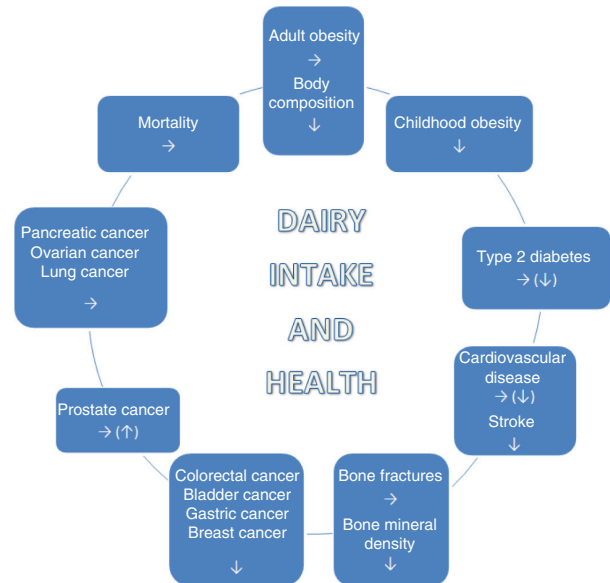 Adult obesity
→
Body
composition
↓
Childhood obesity
↓
Type 2 diabetes
→ (↓)
Cardiovascular
disease
→ (↓)
Stroke
↓
Bone fractures
→
Bone mineral
density
↓
Colorectal cancer
Bladder cancer
Gastric cancer
Breast cancer
↓
Prostate cancer
→ (↑)
Pancreatic cancer
Ovarian cancer
Lung cancer
→
Mortality
→
DAIRY
INTAKE
AND
HEALTH